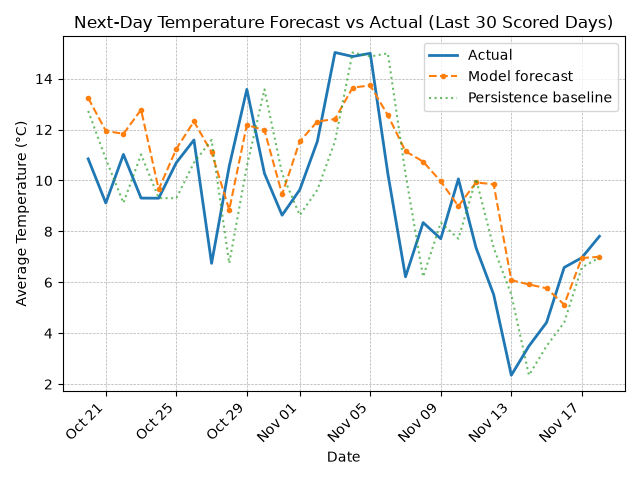 Next-Day Temperature Forecast vs Actual (Last 30 Scored Days)
Actual
Model forecast
Persistence baseline
Average Temperature (°C)
14
12
10
8
6
4
2
Oct 21
Oct 25
Oct 29
Nov 01
Nov 05
Nov 09
Nov 13
Nov 17
Date